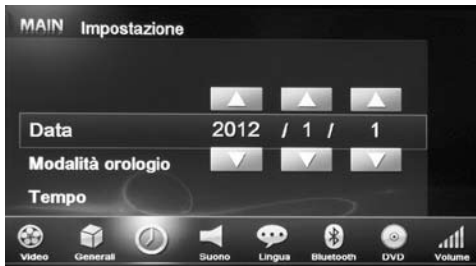 MAIN Impostazione
Data 2012 / 1 / 1
Modalità orologio
Tempo
Video Generali Suono Lingua Bluetooth DVD Volume